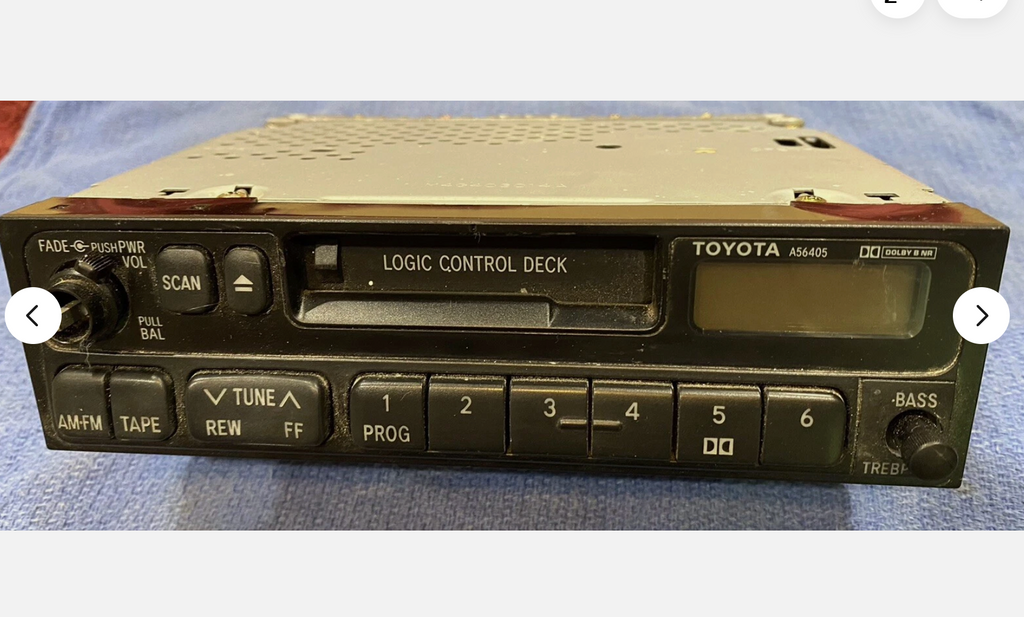 FADE PUSH PWR
VOL
SCAN
PULL
BAL
LOGIC CONTROL DECK
TOYOTA A56405 DOLBY B NR
AM·FM
TAPE
TUNE
REW FF
1
PROG
2
3
4
5
6
·BASS